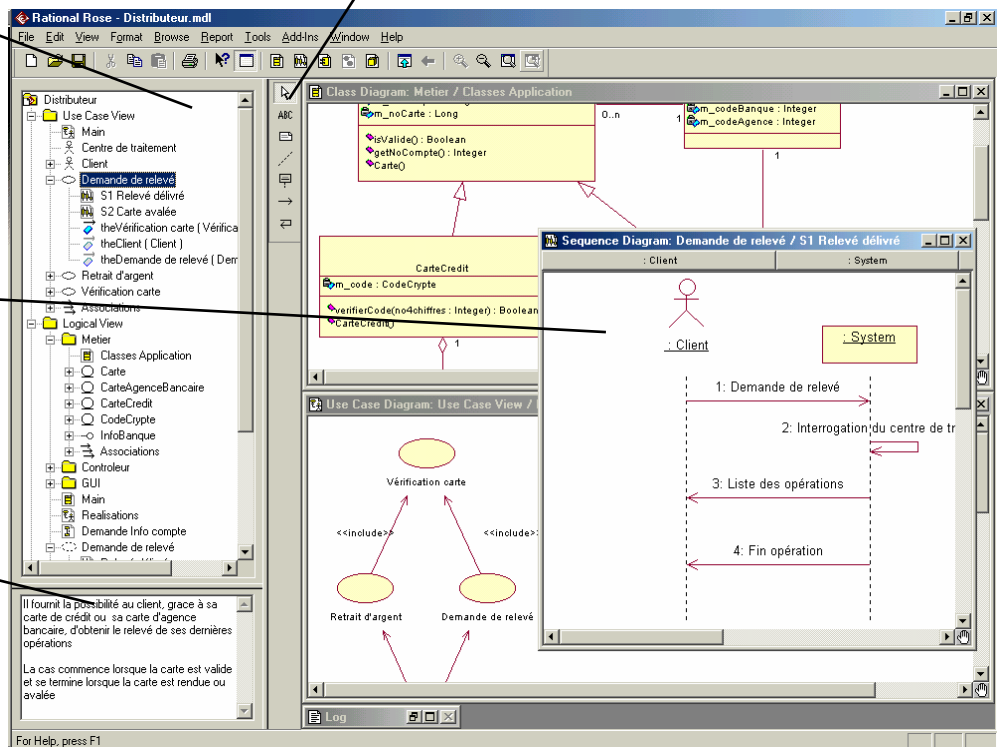 Rational Rose - Distributeur.mdl
File Edit View Format Browse Report Tools Add-Ins Window Help
Distributeur
Use Case View
Main
Centre de traitement
Client
Demande de relevé
S1 Relevé délivré
S2 Carte avalée
theVérification carte ( Vérifica
theClient ( Client )
theDemande de relevé ( Dem
Retrait d'argent
Vérification carte
Associations
Logical View
Metier
Classes Application
Carte
CarteAgenceBancaire
CarteCredit
CodeCrypte
InfoBanque
Associations
Controleur
GUI
Main
Realisations
Demande Info compte
Demande de relevé
Il fournit la possibilité au client, grace à sa
carte de crédit ou sa carte d'agence
bancaire, d'obtenir le relevé de ses dernières
opérations
La cas commence lorsque la carte est valide
et se termine lorsque la carte est rendue ou
avalée
ABC
Class Diagram: Metier / Classes Application
m_noCarte : Long
isValide() : Boolean
getNoCompte() : Integer
Carte()
0..n
1
m_codeBanque : Integer
m_codeAgence : Integer
1
CarteCredit
m_code : CodeCrypte
verifierCode(no4chiffres : Integer) : Boolean
CarteCredit()
1
Sequence Diagram: Demande de relevé / S1 Relevé délivré
: Client
: System
: Client
: System
1: Demande de relevé
2: Interrogation du centre de tr
3: Liste des opérations
4: Fin opération
Use Case Diagram: Use Case View /
Vérification carte
<<include>>
<<include>
Retrait d'argent
Demande de relevé
Log
For Help, press F1